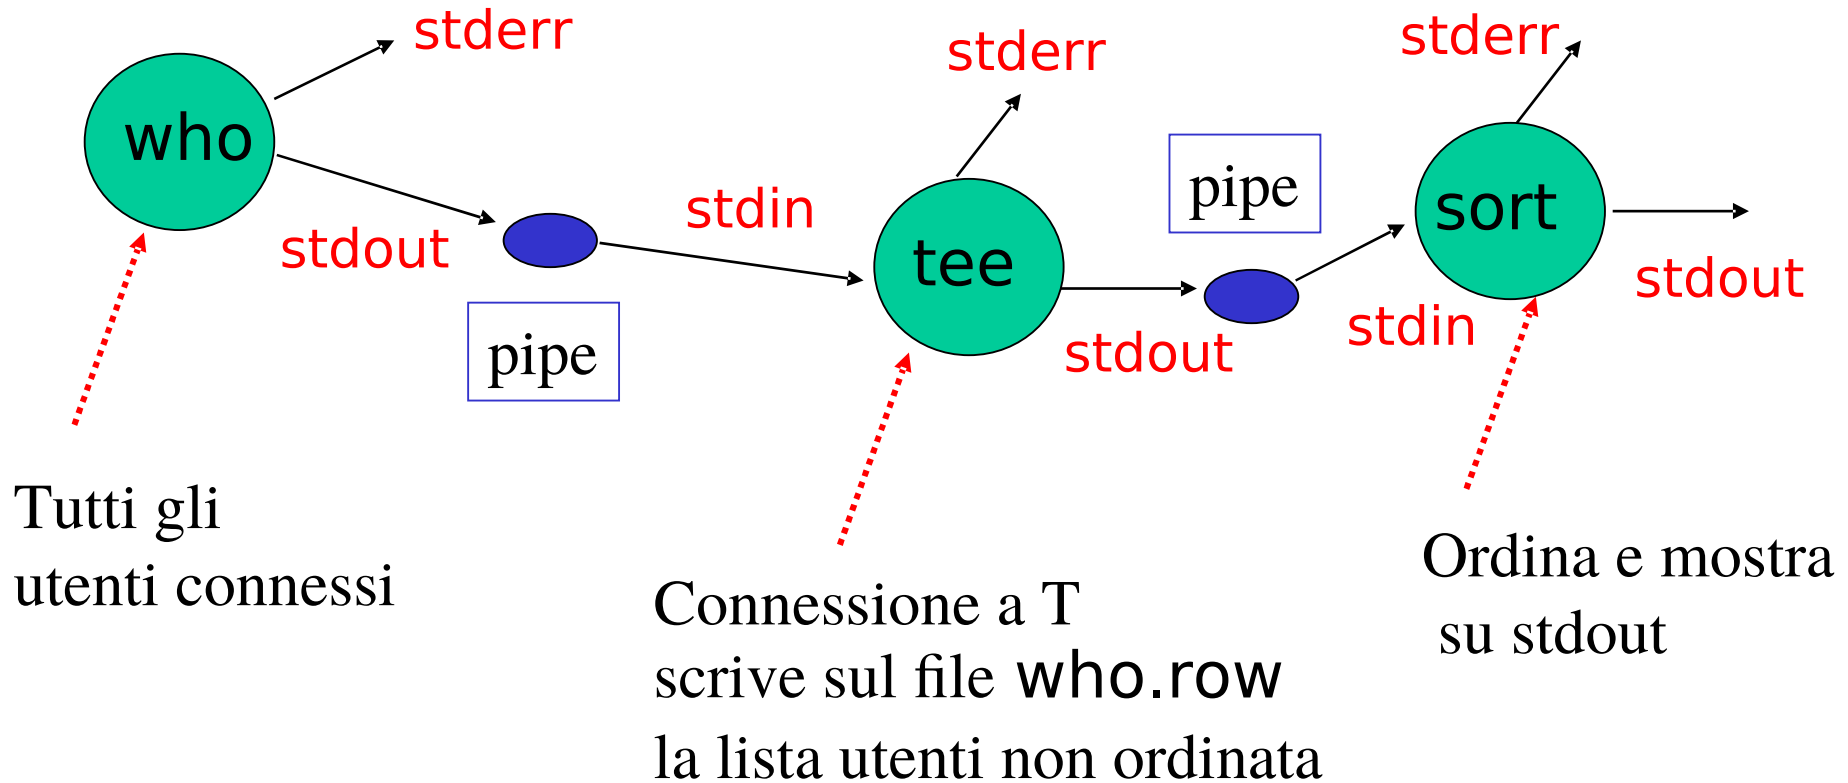 stderr
who
stdout
pipe
stdin
stderr
tee
stdout
pipe
stdin
stderr
sort
stdout
Tutti gli
utenti connessi
Connessione a T
scrive sul file who.row
la lista utenti non ordinata
Ordina e mostra
su stdout